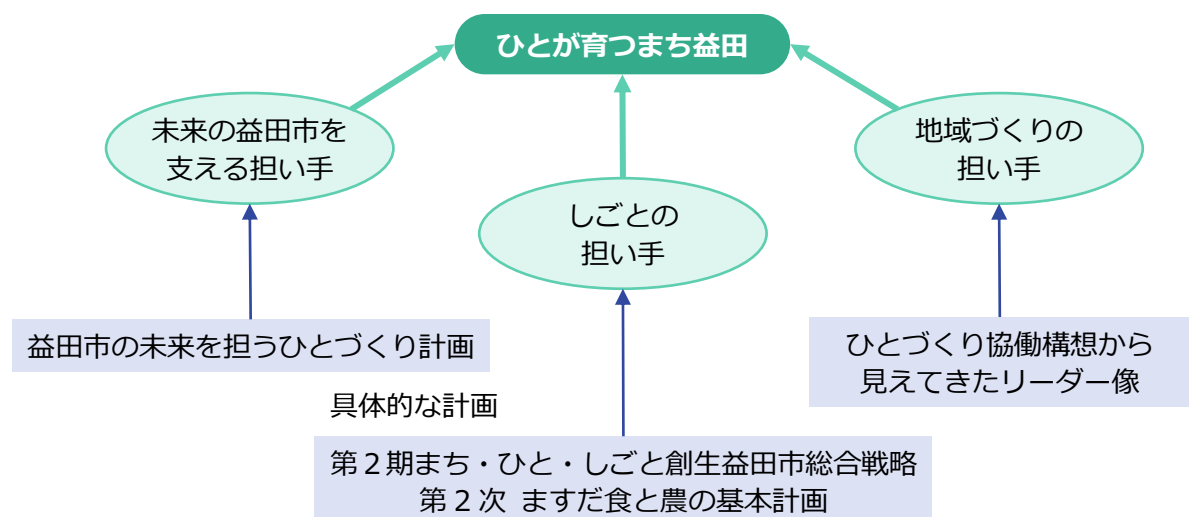 ひとが育つまち益田
未来の益田市を
支える担い手
しごとの
担い手
地域づくりの
担い手
益田市の未来を担うひとづくり計画
ひとづくり協働構想から
見えてきたリーダー像
具体的な計画
第２期まち・ひと・しごと創生益田市総合戦略
第２次 ますだ食と農の基本計画